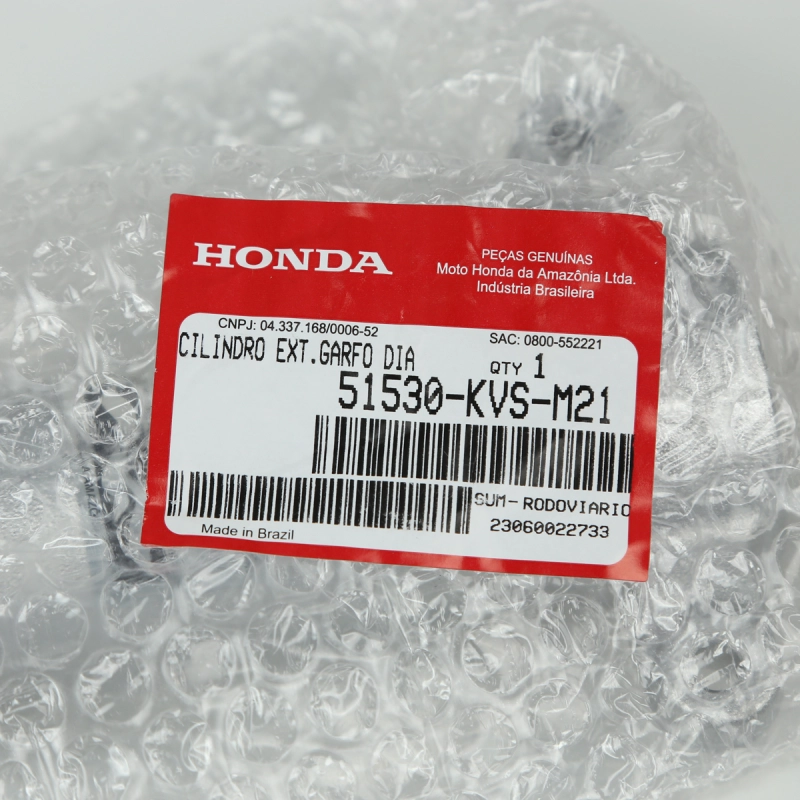 HONDA
PEÇAS GENUÍNAS
Moto Honda da Amazônia Ltda.
Indústria Brasileira
CNPJ: 04.337.168/0006-52
SAC: 0800-552221
CILINDRO EXT.GARFO DIA
QTY 1
51530-KVS-M21
SUM-RODOVIARIO
23060022733
Made in Brazil